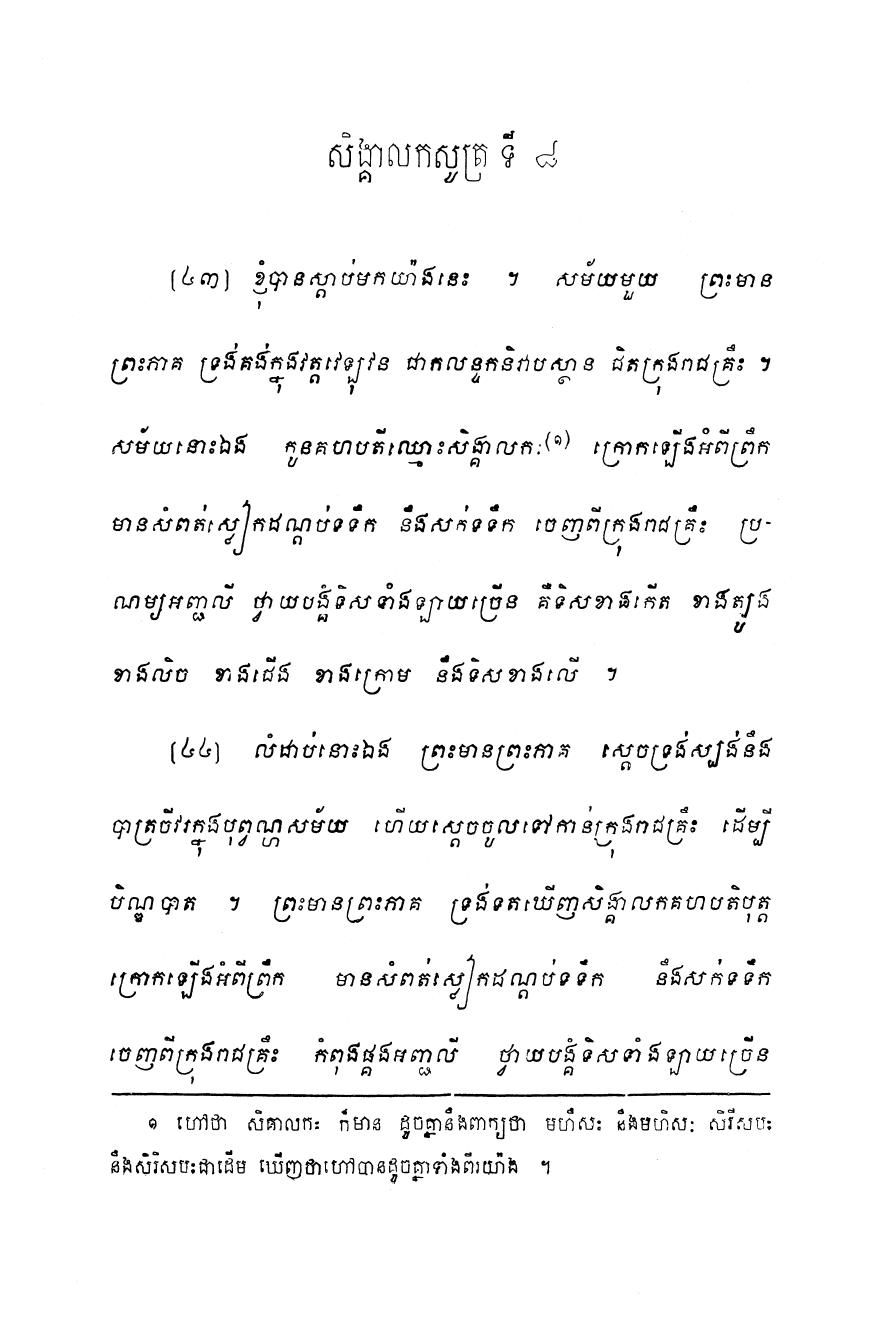 សិង្គាលកសូត្រ ទី ៨
(៤៣) ខ្ញុំបានស្តាប់មកយ៉ាងនេះ ។ សម័យមួយ ព្រះមាន
ព្រះភាគ ទ្រង់គង់ក្នុងវត្តវេឡុវន ជាកលន្ទកនិវាបស្ថាន ជិតក្រុងរាជគ្រឹះ ។
សម័យនោះឯង កូនគហបតីឈ្មោះសិង្គាលកៈ(១) ក្រោកឡើងអំពីព្រឹក
មានសំពត់ស្លៀកដណ្តប់ទទឹក នឹងសក់ទទឹក ចេញពីក្រុងរាជគ្រឹះ ប្រ-
ណម្យអញ្ជលី ថ្វាយបង្គំទិសទាំងឡាយច្រើន គឺទិសខាងកើត ខាងត្បូង
ខាងលិច ខាងជើង ខាងក្រោម នឹងទិសខាងលើ ។
(៤៤) លំដាប់នោះឯង ព្រះមានព្រះភាគ ស្តេចទ្រង់ស្បង់នឹង
បាត្រចីវរក្នុងបុព្វណ្ហសម័យ ហើយស្តេចចូលទៅកាន់ក្រុងរាជគ្រឹះ ដើម្បី
បិណ្ឌបាត ។ ព្រះមានព្រះភាគ ទ្រង់ទតឃើញសិង្គាលកគហបតិបុត្ត
ក្រោកឡើងអំពីព្រឹក មានសំពត់ស្លៀកដណ្តប់ទទឹក នឹងសក់ទទឹក
ចេញពីក្រុងរាជគ្រឹះ កំពុងផ្គងអញ្ជលី ថ្វាយបង្គំទិសទាំងឡាយច្រើន
១ ហៅថា សិគាលកៈ ក៏មាន ដូចគ្នានឹងពាក្យថា មហឹសៈ នឹងមហិសៈ សិរីសបៈ
នឹងសិរិសបៈជាដើម ឃើញថាហៅបានដូចគ្នាទាំងពីរយ៉ាង ។